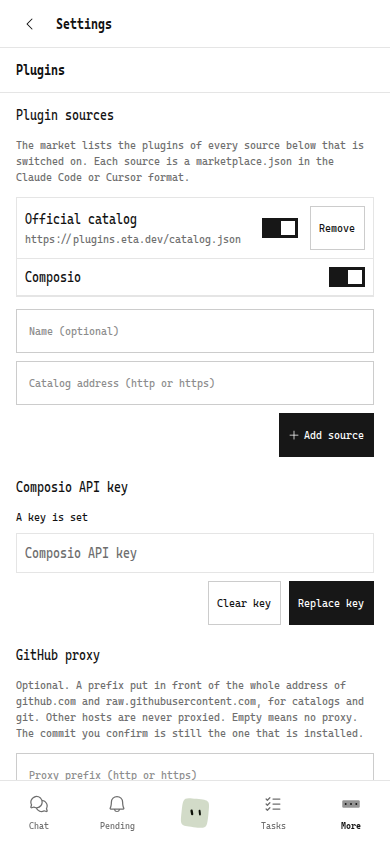 Settings
Plugins
Plugin sources
The market lists the plugins of every source below that is
switched on. Each source is a marketplace.json in the
Claude Code or Cursor format.
Official catalog
https://plugins.eta.dev/catalog.json
Remove
Composio
Name (optional)
Catalog address (http or https)
+ Add source
Composio API key
A key is set
Composio API key
Clear key
Replace key
GitHub proxy
Optional. A prefix put in front of the whole address of
github.com and raw.githubusercontent.com, for catalogs and
git. Other hosts are never proxied. Empty means no proxy.
The commit you confirm is still the one that is installed.
Proxy prefix (http or https)
Chat
Pending
Tasks
More